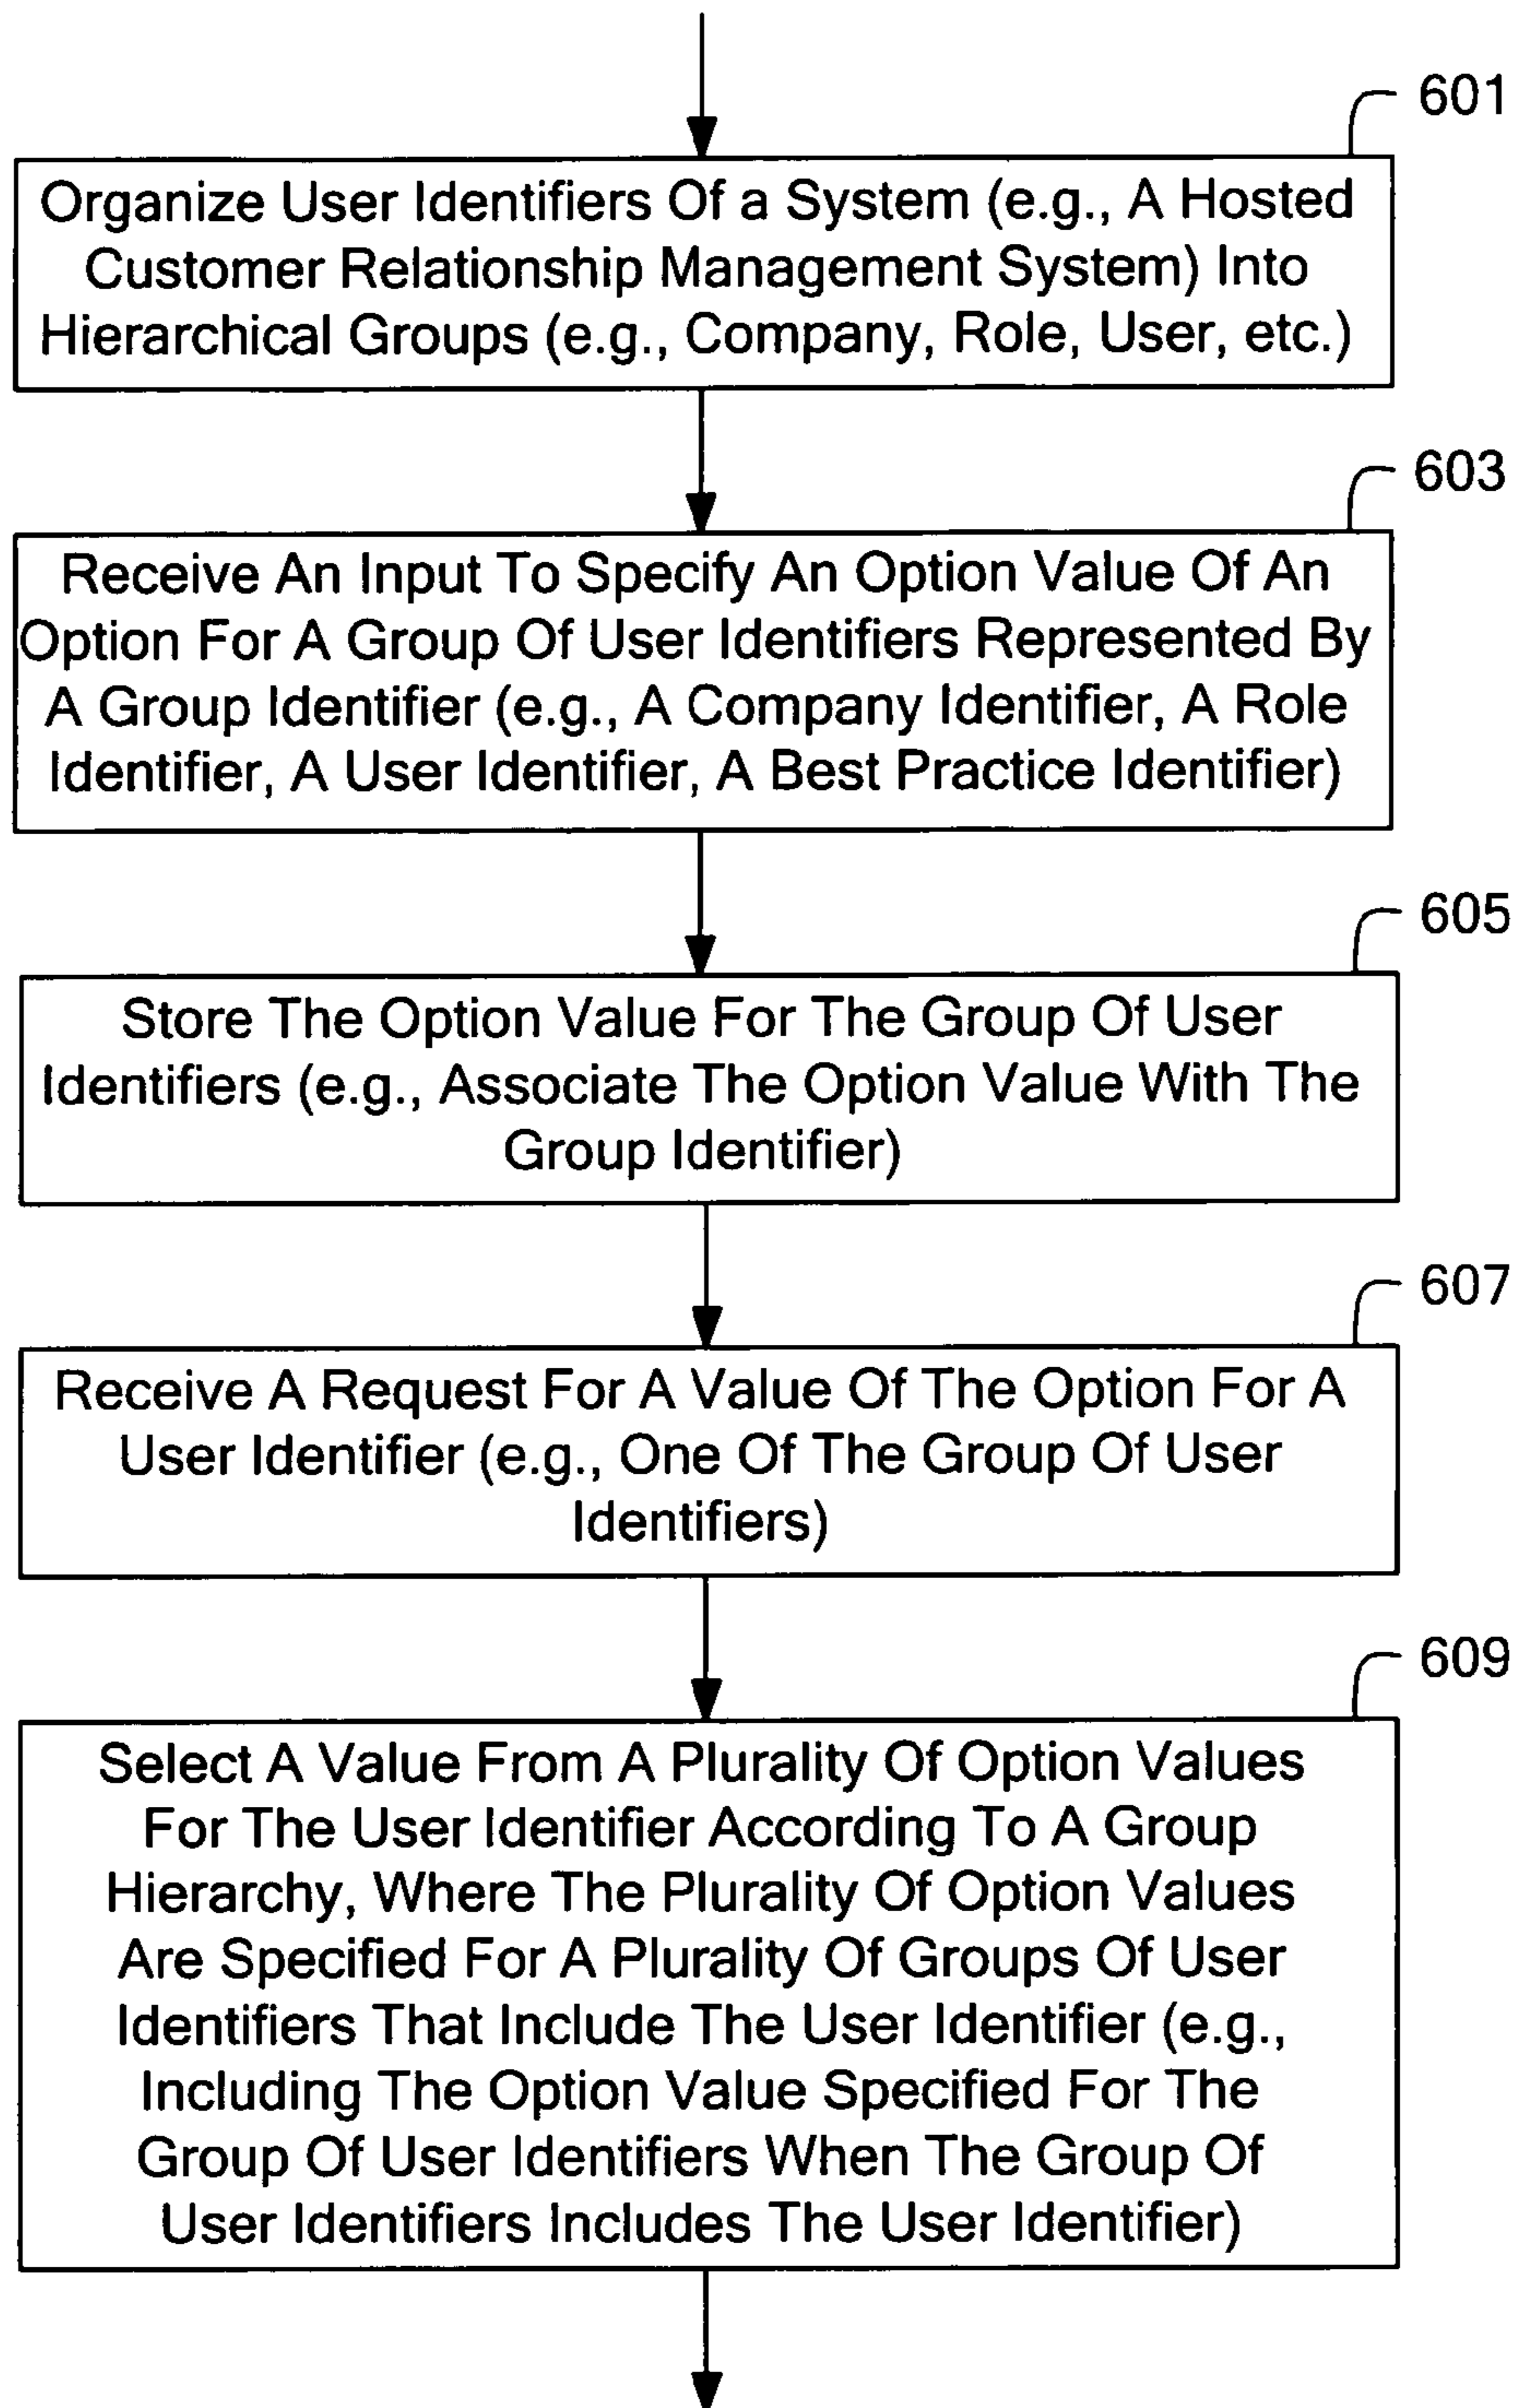 601
Organize User Identifiers Of a System (e.g., A Hosted
Customer Relationship Management System) Into
Hierarchical Groups (e.g., Company, Role, User, etc.)
603
Receive An Input To Specify An Option Value Of An
Option For A Group Of User Identifiers Represented By
A Group Identifier (e.g., A Company Identifier, A Role
Identifier, A User Identifier, A Best Practice Identifier)
605
Store The Option Value For The Group Of User
Identifiers (e.g., Associate The Option Value With The
Group Identifier)
607
Receive A Request For A Value Of The Option For A
User Identifier (e.g., One Of The Group Of User
Identifiers)
609
Select A Value From A Plurality Of Option Values
For The User Identifier According To A Group
Hierarchy, Where The Plurality Of Option Values
Are Specified For A Plurality Of Groups Of User
Identifiers That Include The User Identifier (e.g.,
Including The Option Value Specified For The
Group Of User Identifiers When The Group Of
User Identifiers Includes The User Identifier)